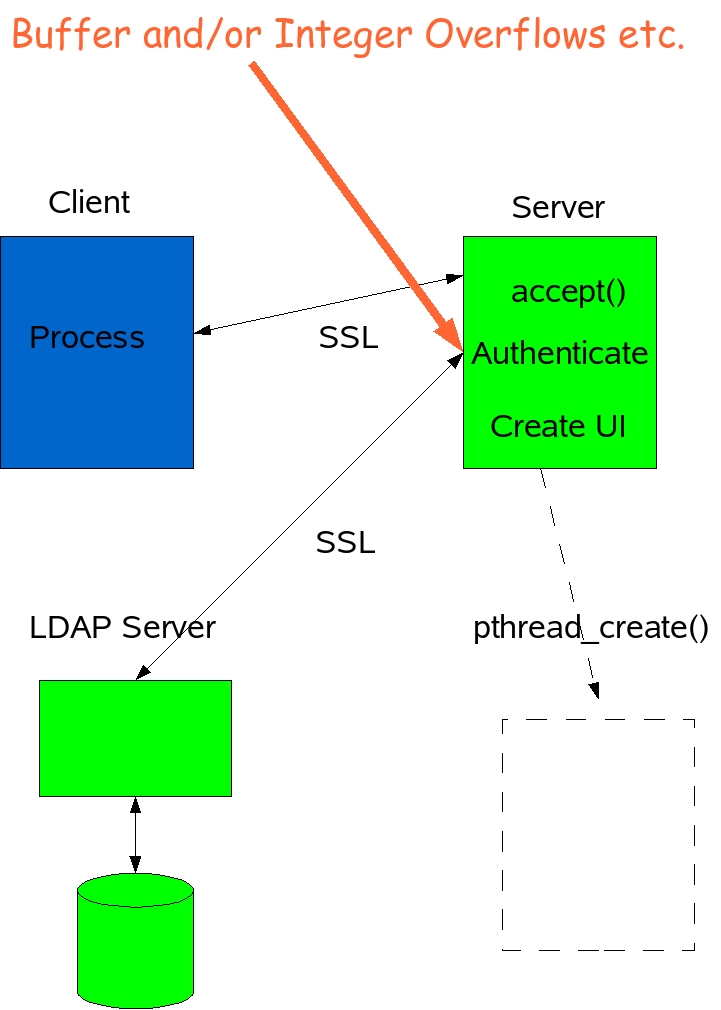 Buffer and/or Integer Overflows etc.
Client
Server
accept()
Process
SSL
Authenticate
Create UI
SSL
LDAP Server
pthread_create()